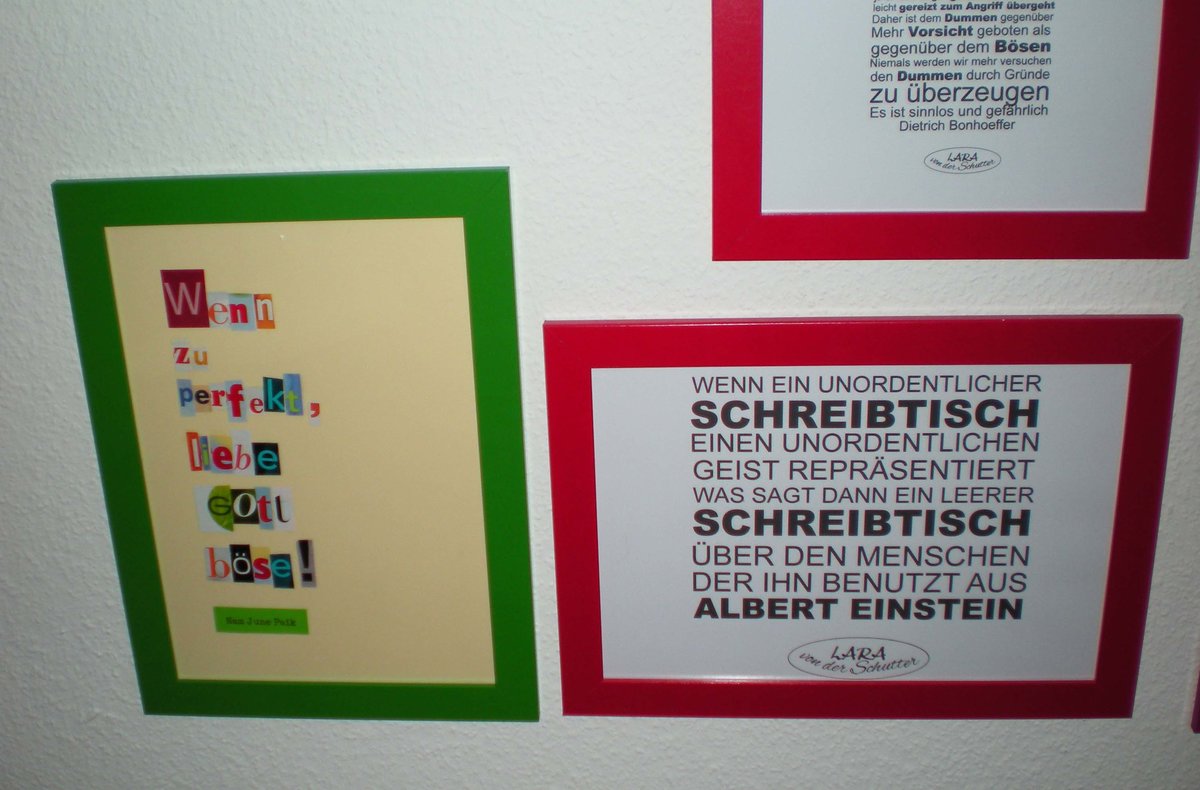 leicht gereizt zum Angriff übergeht
Daher ist dem Dummen gegenüber
Mehr Vorsicht geboten als
gegenüber dem Bösen
Niemals werden wir mehr versuchen
den Dummen durch Gründe
zu überzeugen
Es ist sinnlos und gefährlich
Dietrich Bonhoeffer
LARA
von der Schutter
Wenn
zu
perfekt,
liebe
Gott
böse!
Nam June Paik
WENN EIN UNORDENTLICHER
SCHREIBTISCH
EINEN UNORDENTLICHEN
GEIST REPRÄSENTIERT
WAS SAGT DANN EIN LEERER
SCHREIBTISCH
ÜBER DEN MENSCHEN
DER IHN BENUTZT AUS
ALBERT EINSTEIN
LARA
von der Schutter